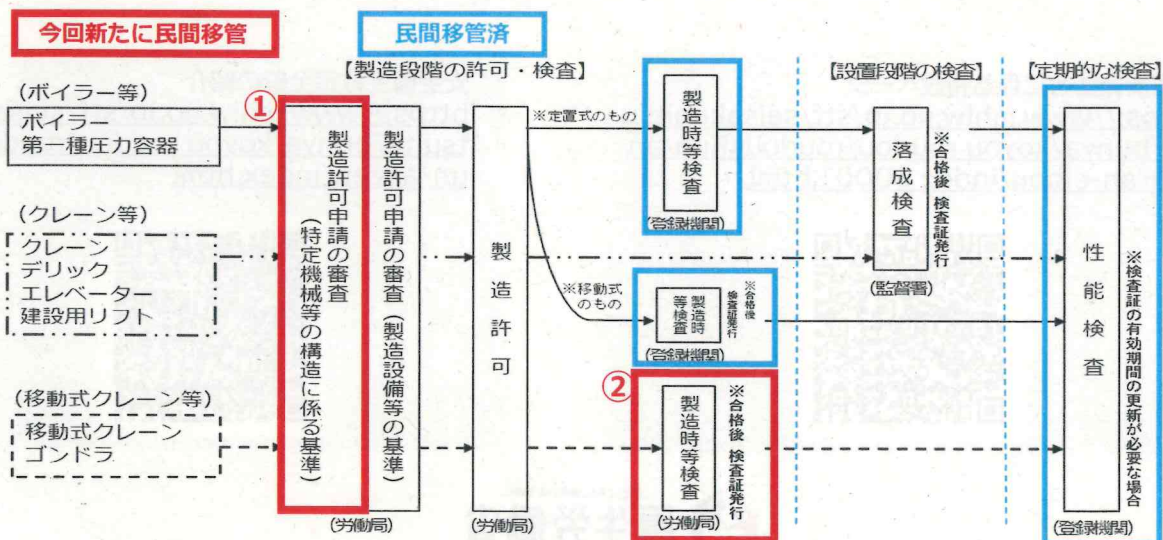 今回新たに民間移管
民間移管済
【製造段階の許可・検査】
【設置段階の検査】
【定期的な検査】
(ボイラー等)
ボイラー
第一種圧力容器
(クレーン等)
クレーン
デリック
エレベーター
建設用リフト
(移動式クレーン等)
移動式クレーン
ゴンドラ
①
製造許可申請の審査
(特定機械等の構造に係る基準)
製造許可申請の審査(製造設備等の基準)
(労働局)
製造許可
(労働局)
※定置式のもの
製造時等検査
(登録機関)
※移動式
のもの
製造時
等検査
※合格後
検査証発行
(登録機関)
②
製造時等検査
※合格後 検査証発行
(労働局)
落成検査
※合格後 検査証発行
(監督署)
性能検査
※検査証の有効期間の更新が必要な場合
(登録機関)